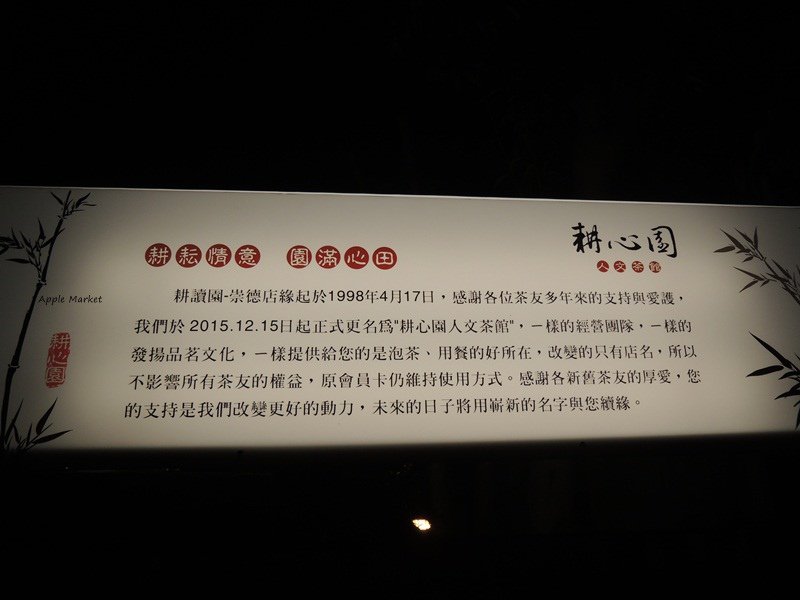 耕耘情意 園滿心田
耕心園
人文茶館
耕讀園-崇德店緣起於1998年4月17日，感謝各位茶友多年來的支持與愛護，
我們於 2015.12.15日起正式更名爲"耕心園人文茶館"，一樣的經營團隊，一樣的
發揚品茗文化，一樣提供給您的是泡茶、用餐的好所在，改變的只有店名，所以
不影響所有茶友的權益，原會員卡仍維持使用方式。感謝各新舊茶友的厚愛，您
的支持是我們改變更好的動力，未來的日子將用嶄新的名字與您續緣。
Apple Market
耕心園